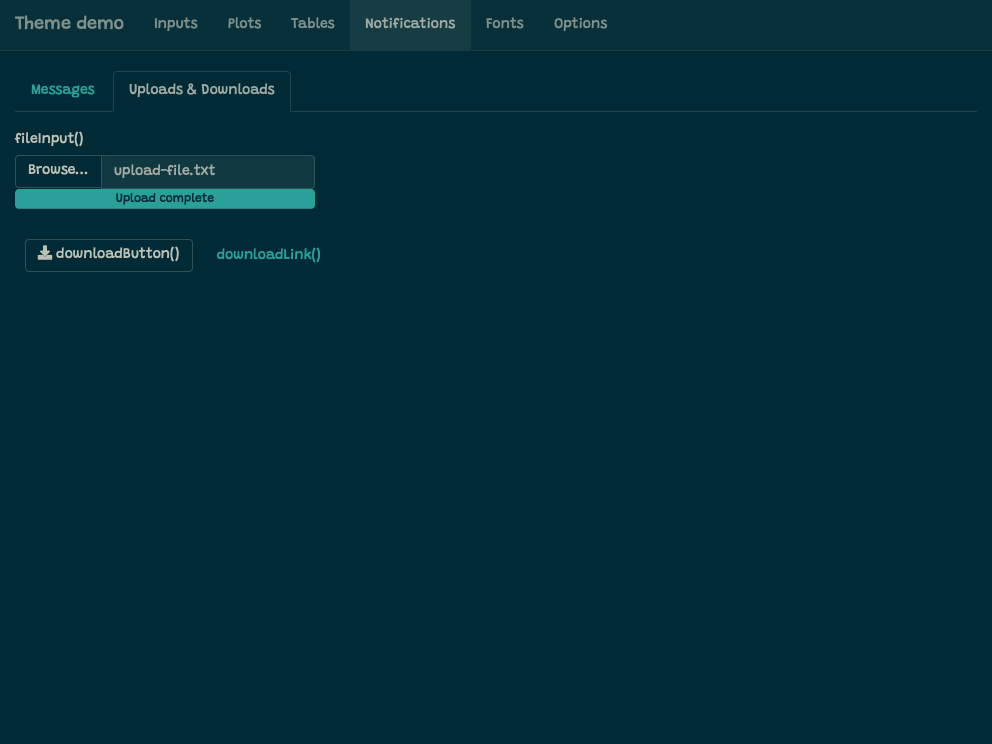 Theme demo Inputs Plots Tables Notifications Fonts Options
Messages Uploads & Downloads
fileInput()
Browse... upload-file.txt
Upload complete
downloadButton() downloadLink()